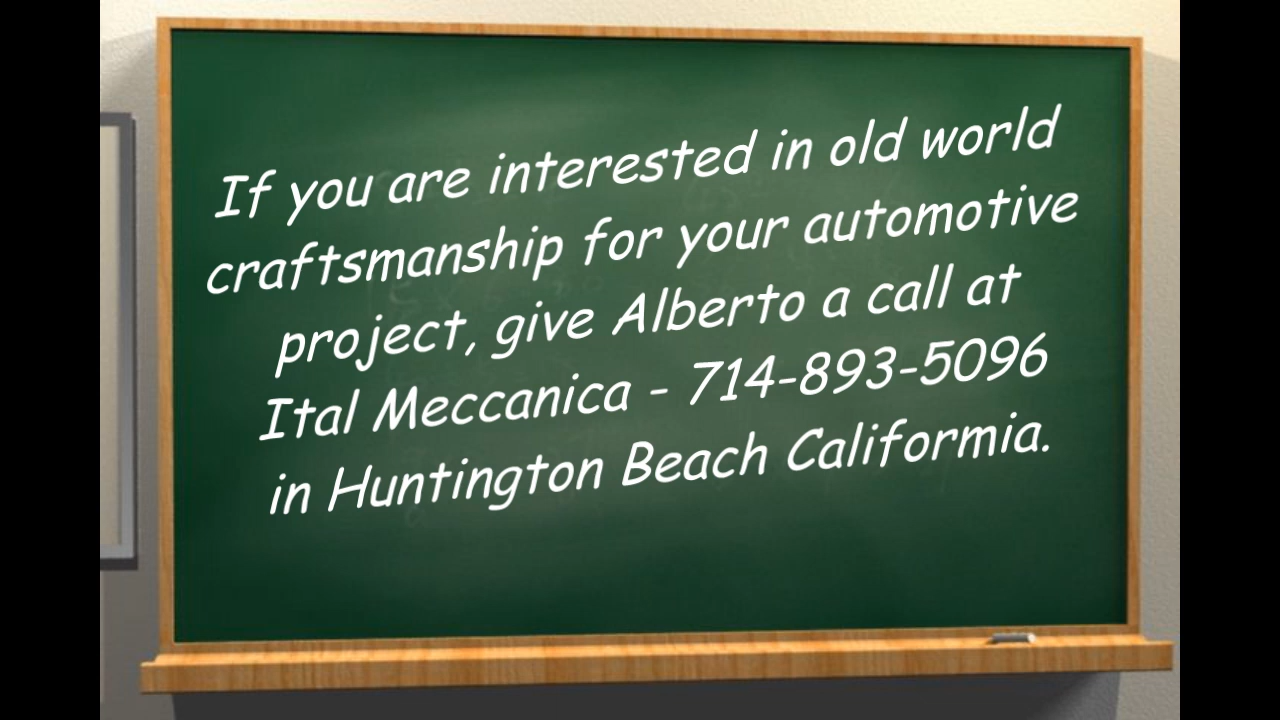 If you are interested in old world
craftsmanship for your automotive
project, give Alberto a call at
Ital Meccanica - 714-893-5096
in Huntington Beach Califormia.